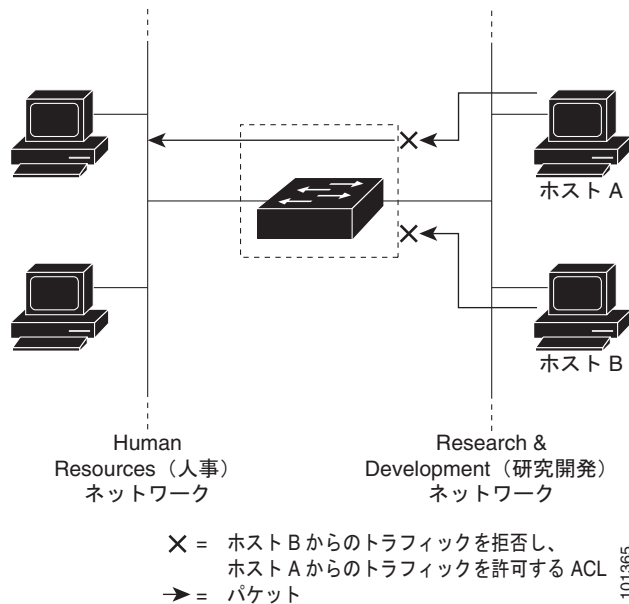 ホスト A
ホスト B
Human
Resources（人事）
ネットワーク
Research &
Development（研究開発）
ネットワーク
✕ = ホスト B からのトラフィックを拒否し、
ホスト A からのトラフィックを許可する ACL
➔ = パケット
101365